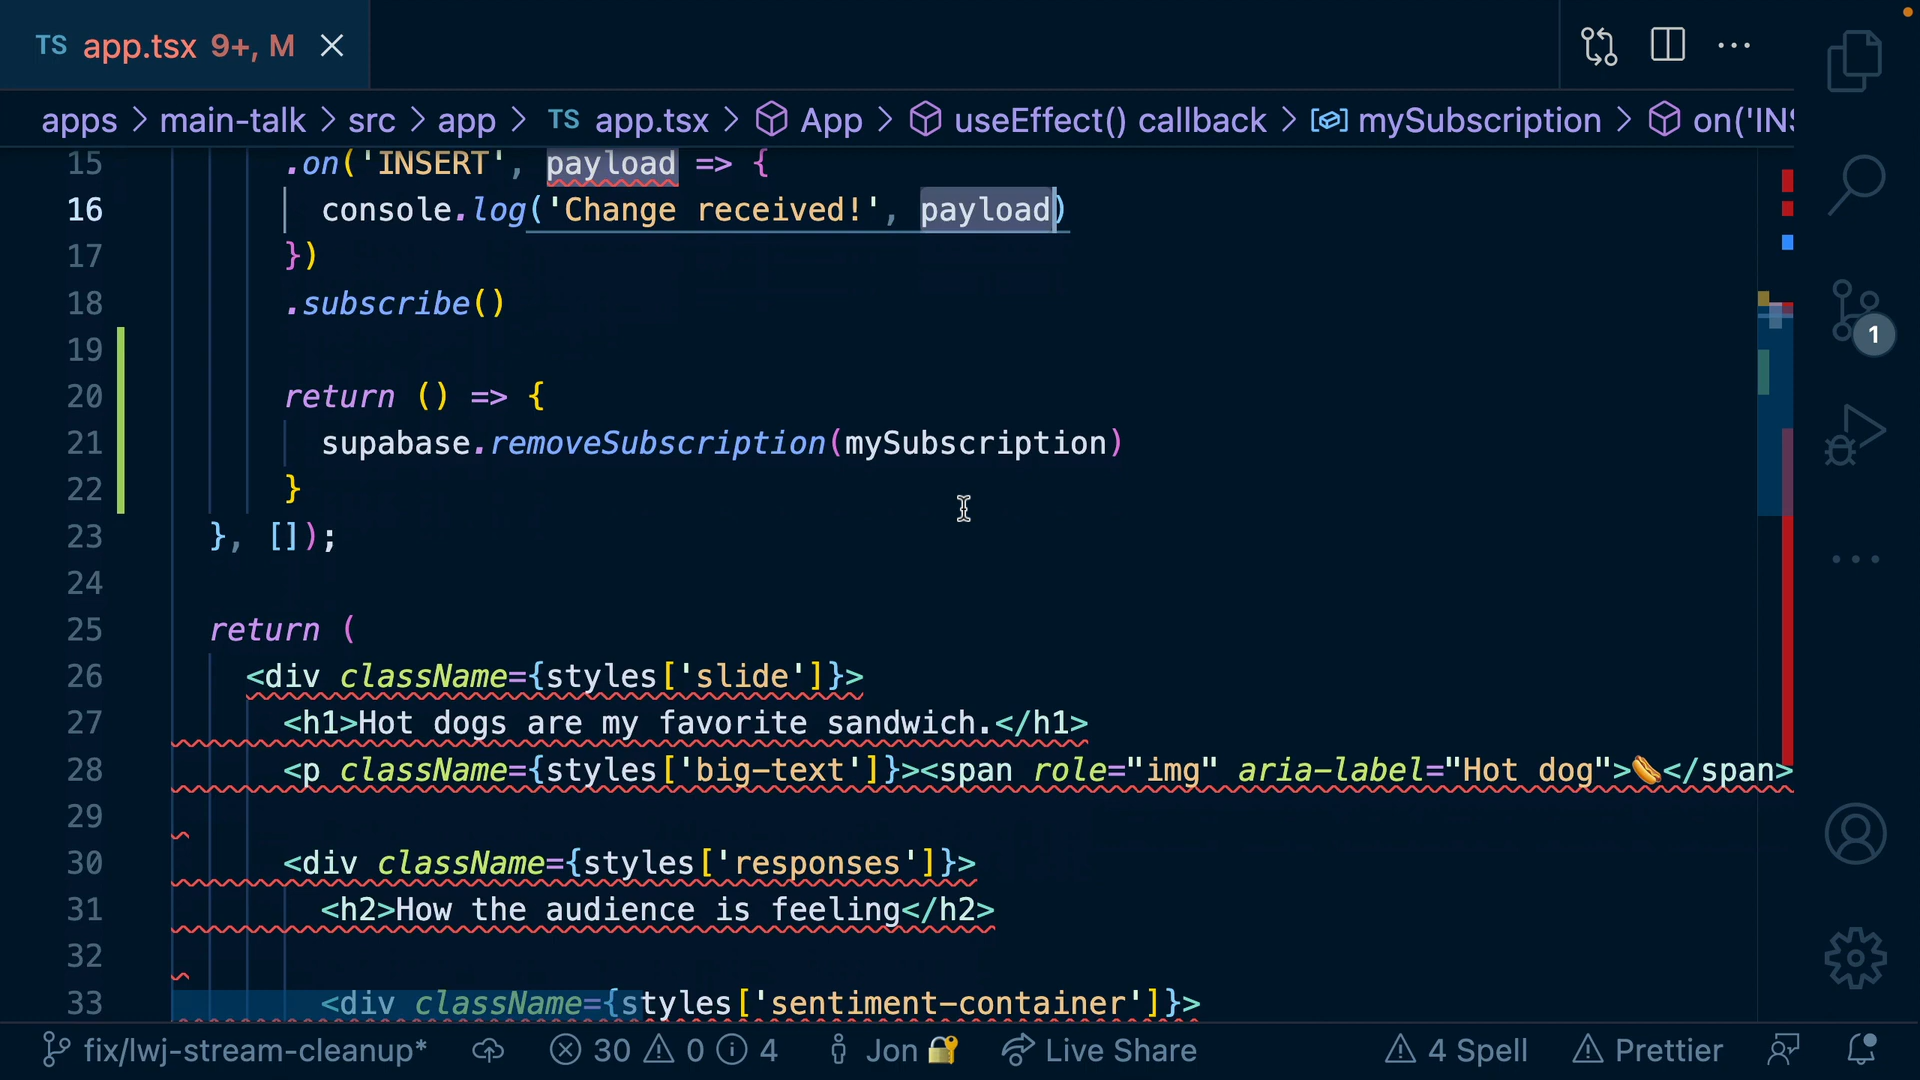 TS app.tsx 9+, M
apps > main-talk > src > app > TS app.tsx > App > useEffect() callback > mySubscription > on('INS
15 .on('INSERT', payload => {
16 console.log('Change received!', payload)
17 })
18 .subscribe()
19
20 return () => {
21 supabase.removeSubscription(mySubscription)
22 }
23 }, []);
24
25 return (
26 <div className={styles['slide']}>
27 <h1>Hot dogs are my favorite sandwich.</h1>
28 <p className={styles['big-text']}><span role="img" aria-label="Hot dog">🌭</span>
29
30 <div className={styles['responses']}>
31 <h2>How the audience is feeling</h2>
32
33 <div className={styles['sentiment-container']}>
1
fix/lwj-stream-cleanup* 30 0 4 Jon 🔐 Live Share 4 Spell Prettier